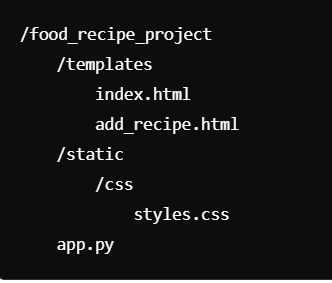 /food_recipe_project
    /templates
        index.html
        add_recipe.html
    /static
        /css
            styles.css
    app.py